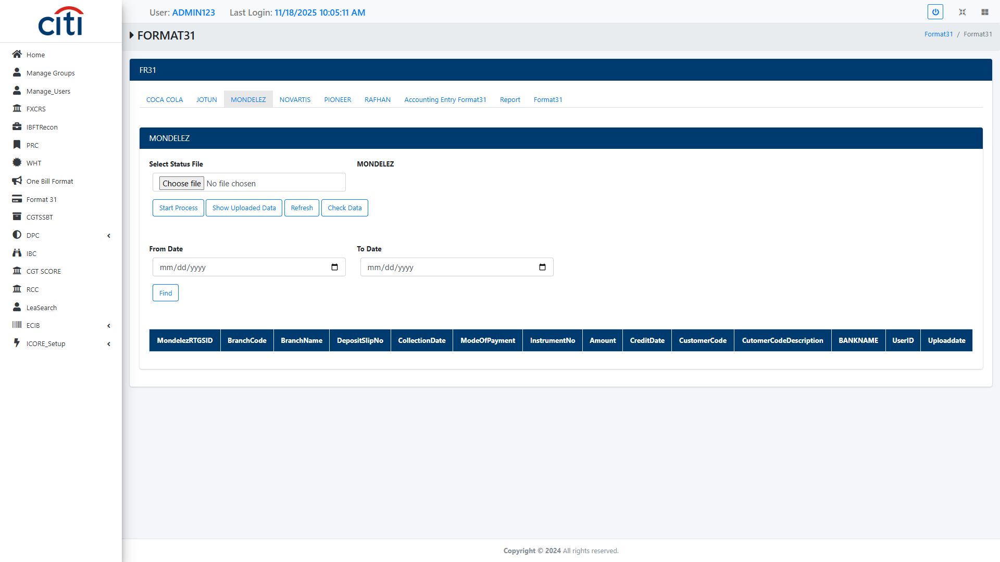 citi
User: ADMIN123 Last Login: 11/18/2025 10:05:11 AM
FORMAT31
Format31 / Format31
Home
Manage Groups
Manage_Users
FXCRS
IBFTRecon
PRC
WHT
One Bill Format
Format 31
CGTSSBT
DPC
IBC
CGT SCORE
RCC
LeaSearch
ECIB
ICORE_Setup
FR31
COCA COLA JOTUN MONDELEZ NOVARTIS PIONEER RAFHAN Accounting Entry Format31 Report Format31
MONDELEZ
Select Status File MONDELEZ
Choose file No file chosen
Start Process Show Uploaded Data Refresh Check Data
From Date To Date
mm/dd/yyyy mm/dd/yyyy
Find
MondelezRTGSID BranchCode BranchName DepositSlipNo CollectionDate ModeOfPayment InstrumentNo Amount CreditDate CustomerCode CutomerCodeDescription BANKNAME UserID Uploaddate
Copyright © 2024 All rights reserved.